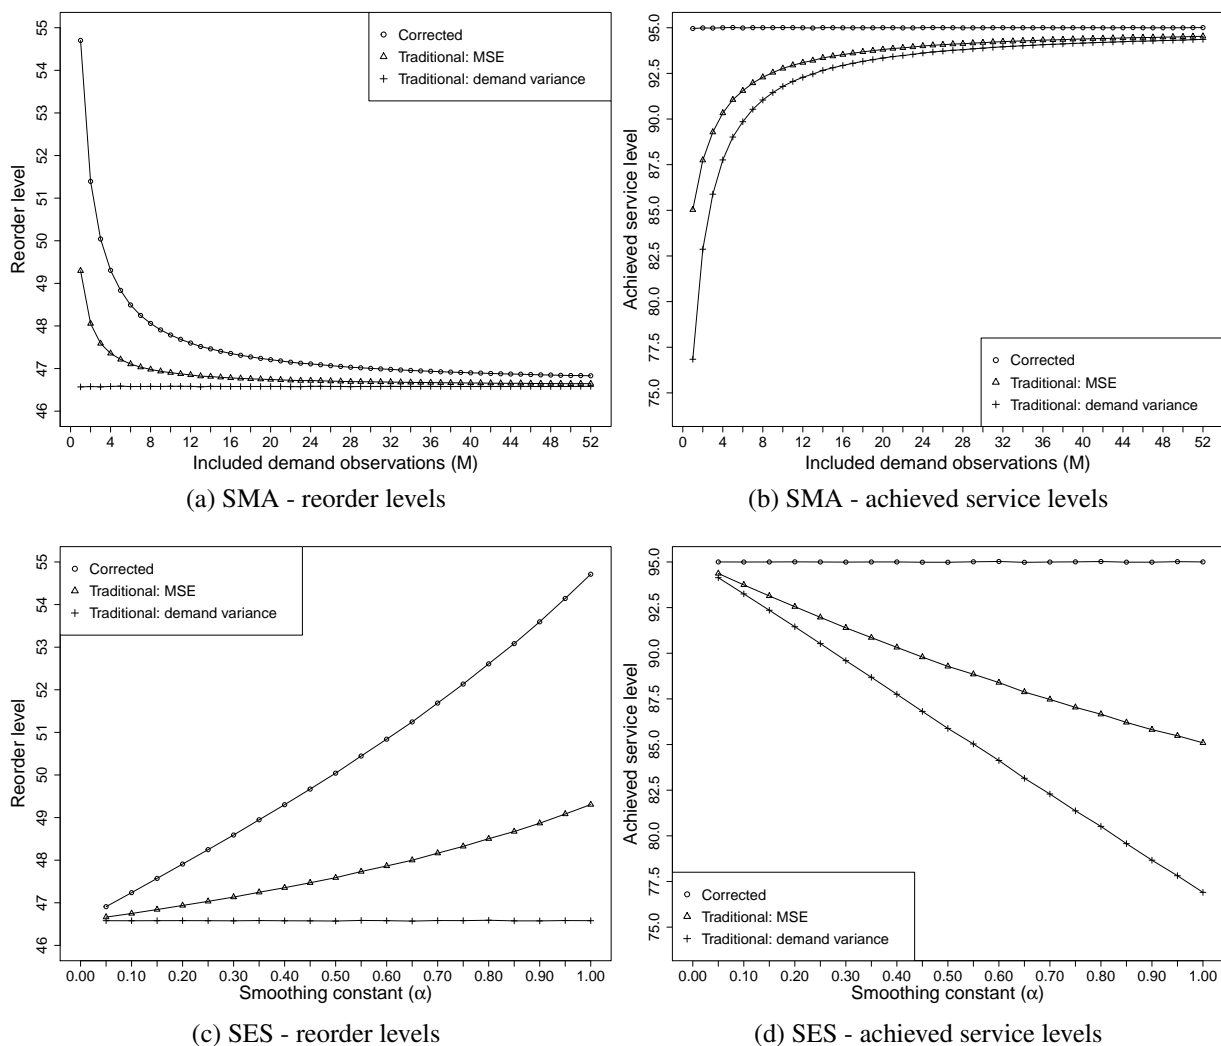 Reorder level
55
54
53
52
51
50
49
48
47
46
Corrected
Traditional: MSE
Traditional: demand variance
0 4 8 12 16 20 24 28 32 36 40 44 48 52
Included demand observations (M)
(a) SMA - reorder levels
Achieved service level
95.0
92.5
90.0
87.5
85.0
82.5
80.0
77.5
75.0
Corrected
Traditional: MSE
Traditional: demand variance
0 4 8 12 16 20 24 28 32 36 40 44 48 52
Included demand observations (M)
(b) SMA - achieved service levels
Reorder level
55
54
53
52
51
50
49
48
47
46
Corrected
Traditional: MSE
Traditional: demand variance
0.00 0.10 0.20 0.30 0.40 0.50 0.60 0.70 0.80 0.90 1.00
Smoothing constant (α)
(c) SES - reorder levels
Achieved service level
95.0
92.5
90.0
87.5
85.0
82.5
80.0
77.5
75.0
Corrected
Traditional: MSE
Traditional: demand variance
0.00 0.10 0.20 0.30 0.40 0.50 0.60 0.70 0.80 0.90 1.00
Smoothing constant (α)
(d) SES - achieved service levels